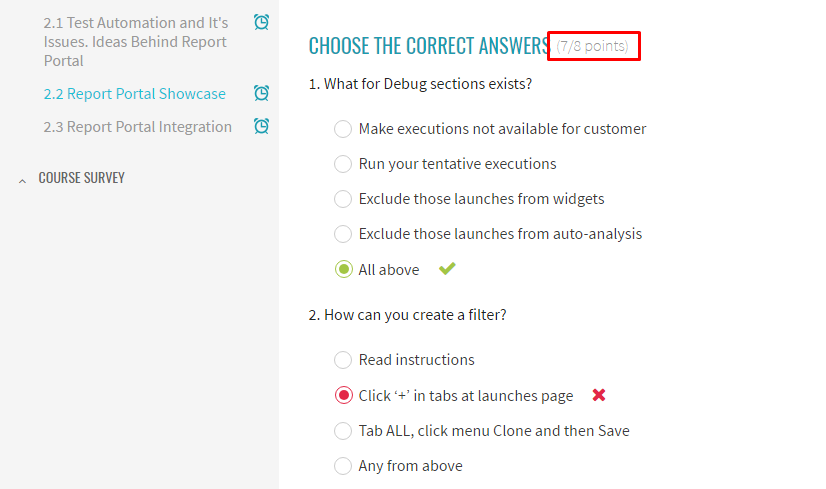 2.1 Test Automation and It's
Issues. Ideas Behind Report
Portal
2.2 Report Portal Showcase
2.3 Report Portal Integration
COURSE SURVEY
CHOOSE THE CORRECT ANSWERS (7/8 points)
1. What for Debug sections exists?
Make executions not available for customer
Run your tentative executions
Exclude those launches from widgets
Exclude those launches from auto-analysis
All above
2. How can you create a filter?
Read instructions
Click ‘+’ in tabs at launches page
Tab ALL, click menu Clone and then Save
Any from above